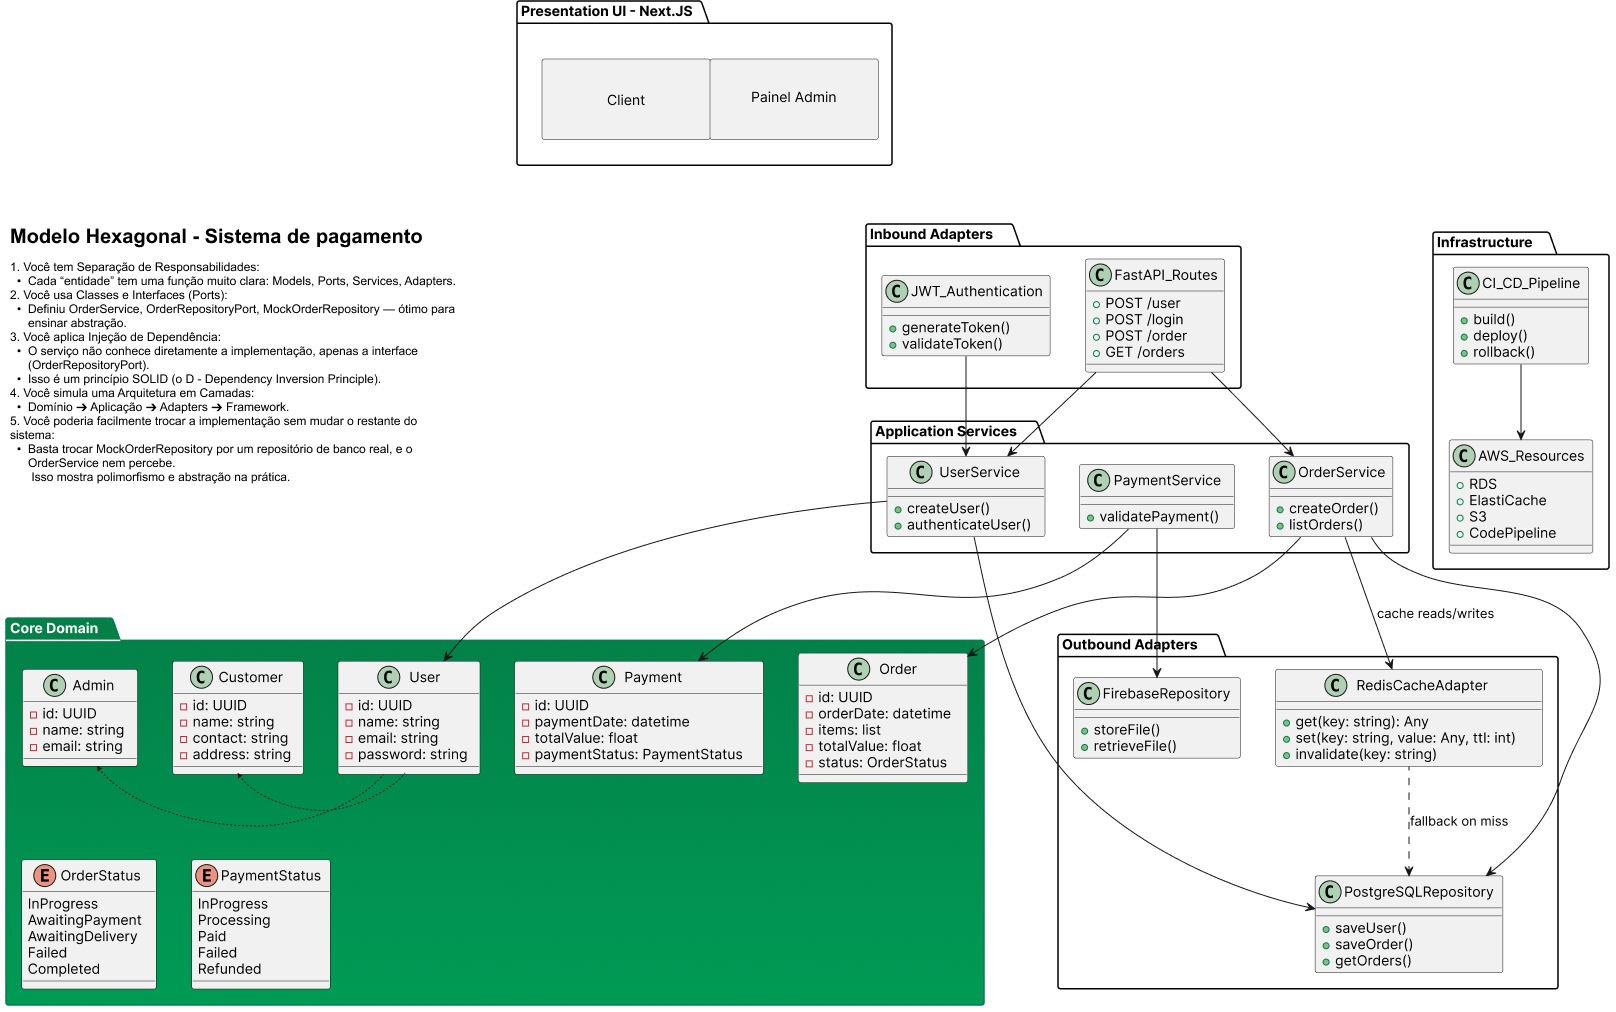 Presentation UI - Next.JS
Client
Painel Admin
Modelo Hexagonal - Sistema de pagamento
1. Você tem Separação de Responsabilidades:
• Cada “entidade” tem uma função muito clara: Models, Ports, Services, Adapters.
2. Você usa Classes e Interfaces (Ports):
• Definiu OrderService, OrderRepositoryPort, MockOrderRepository — ótimo para
ensinar abstração.
3. Você aplica Injeção de Dependência:
• O serviço não conhece diretamente a implementação, apenas a interface
(OrderRepositoryPort).
• Isso é um princípio SOLID (o D - Dependency Inversion Principle).
4. Você simula uma Arquitetura em Camadas:
• Domínio ➔ Aplicação ➔ Adapters ➔ Framework.
5. Você poderia facilmente trocar a implementação sem mudar o restante do
sistema:
• Basta trocar MockOrderRepository por um repositório de banco real, e o
OrderService nem percebe.
Isso mostra polimorfismo e abstração na prática.
Inbound Adapters
C JWT_Authentication
generateToken()
validateToken()
C FastAPI_Routes
POST /user
POST /login
POST /order
GET /orders
Infrastructure
C CI_CD_Pipeline
build()
deploy()
rollback()
C AWS_Resources
RDS
ElastiCache
S3
CodePipeline
Application Services
C UserService
createUser()
authenticateUser()
C PaymentService
validatePayment()
C OrderService
createOrder()
listOrders()
cache reads/writes
Core Domain
C Admin
id: UUID
name: string
email: string
C Customer
id: UUID
name: string
contact: string
address: string
C User
id: UUID
name: string
email: string
password: string
C Payment
id: UUID
paymentDate: datetime
totalValue: float
paymentStatus: PaymentStatus
C Order
id: UUID
orderDate: datetime
items: list
totalValue: float
status: OrderStatus
E OrderStatus
InProgress
AwaitingPayment
AwaitingDelivery
Failed
Completed
E PaymentStatus
InProgress
Processing
Paid
Failed
Refunded
Outbound Adapters
C FirebaseRepository
storeFile()
retrieveFile()
C RedisCacheAdapter
get(key: string): Any
set(key: string, value: Any, ttl: int)
invalidate(key: string)
fallback on miss
C PostgreSQLRepository
saveUser()
saveOrder()
getOrders()